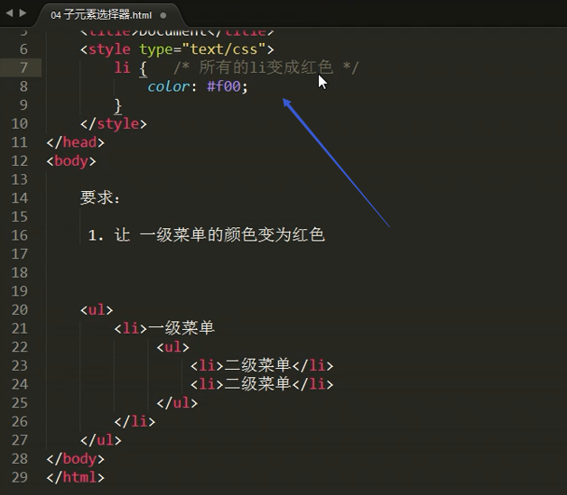 04 子元素选择器.html
5 <title>Document</title>
6 <style type="text/css">
7 li { /* 所有的li变成红色 */
8 color: #f00;
9 }
10 </style>
11 </head>
12 <body>
13
14 要求:
15
16 1. 让 一级菜单的颜色变为红色
17
18
19
20 <ul>
21 <li>一级菜单
22 <ul>
23 <li>二级菜单</li>
24 <li>二级菜单</li>
25 </ul>
26 </li>
27 </ul>
28 </body>
29 </html>